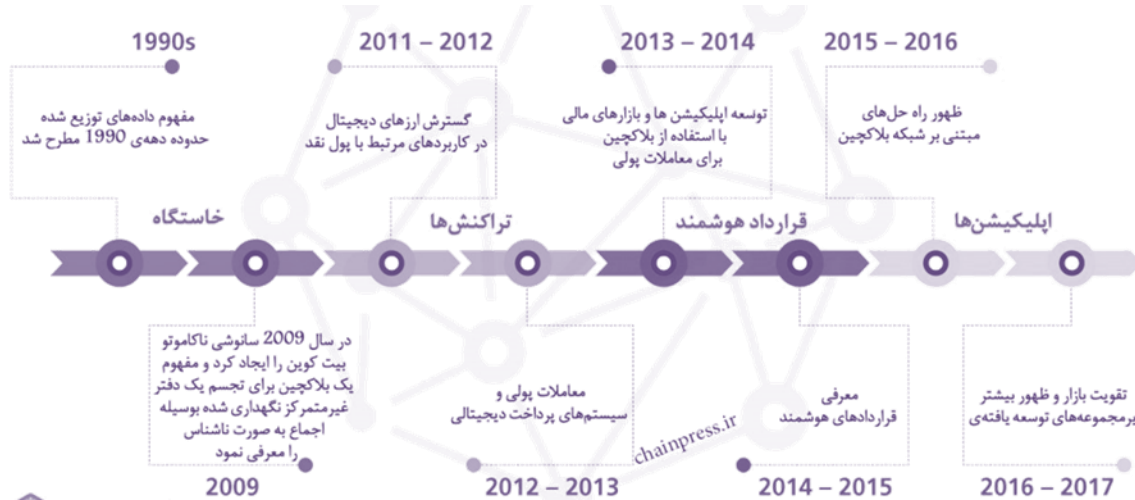 1990s
مفهوم داده‌های توزیع شده
حدوده دهه‌ی 1990 مطرح شد
2011 – 2012
گسترش ارزهای دیجیتال
در کاربردهای مرتبط با پول نقد
2013 – 2014
توسعه اپلیکیشن ها و بازارهای مالی
با استفاده از بلاکچین
برای معاملات پولی
2015 – 2016
ظهور راه حل‌های
مبتنی بر شبکه بلاکچین
خاستگاه
تراکنش‌ها
قرارداد هوشمند
اپلیکیشن‌ها
در سال 2009 ساتوشی ناکاموتو
بیت کوین را ایجاد کرد و مفهوم
یک بلاکچین برای تجسم یک دفتر
غیرمتمرکز نگهداری شده بوسیله
اجماع به صورت ناشناس
را معرفی نمود
2009
معاملات پولی و
سیستم‌های پرداخت دیجیتالی
2012 – 2013
معرفی
قراردادهای هوشمند
2014 – 2015
تقویت بازار و ظهور بیشتر
برمجموعه‌های توسعه یافته‌ی
2016 – 2017
chainpress.ir